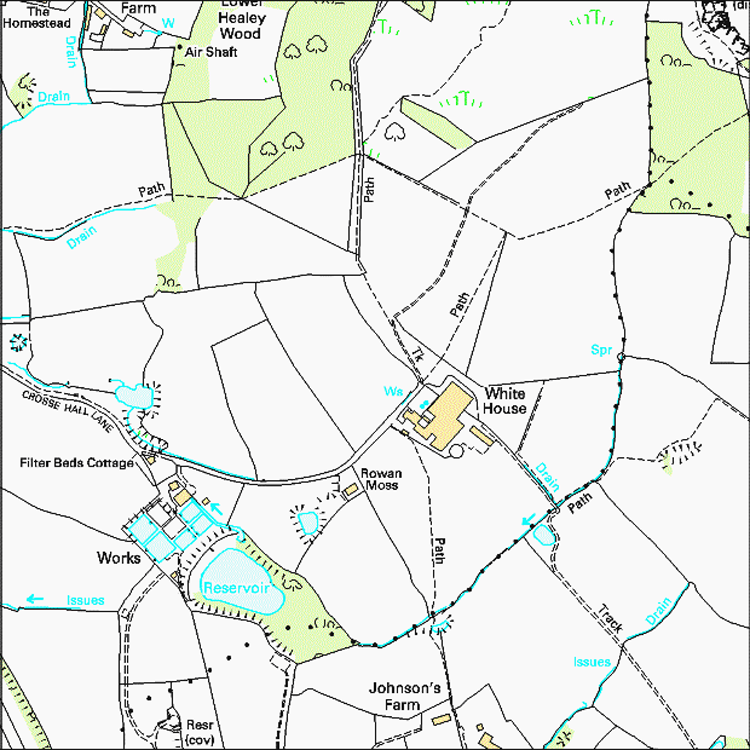 The
Homestead
Farm
W
Drain
Lower
Healey
Wood
Air Shaft
(di
Drain
Path
Path
Path
Drain
Path
Tk
Spr
Ws
White
House
CROSSE HALL LANE
Filter Beds Cottage
Rowan
Moss
Drain
Path
Works
Path
Reservoir
Issues
Track
Drain
Issues
Johnson's
Farm
Resr
(cov)